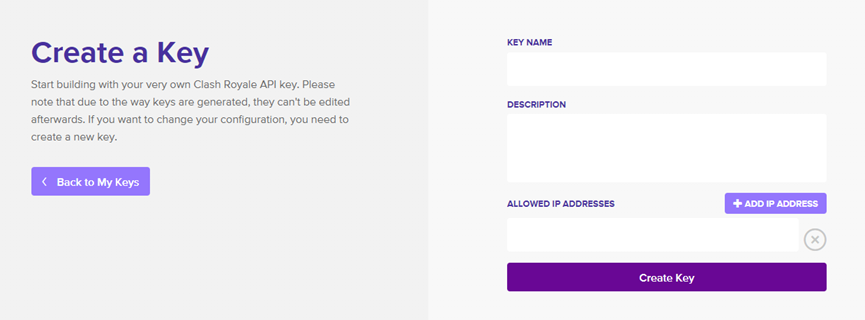 Create a Key
Start building with your very own Clash Royale API key. Please
note that due to the way keys are generated, they can't be edited
afterwards. If you want to change your configuration, you need to
create a new key.
Back to My Keys
KEY NAME
DESCRIPTION
ALLOWED IP ADDRESSES
ADD IP ADDRESS
Create Key